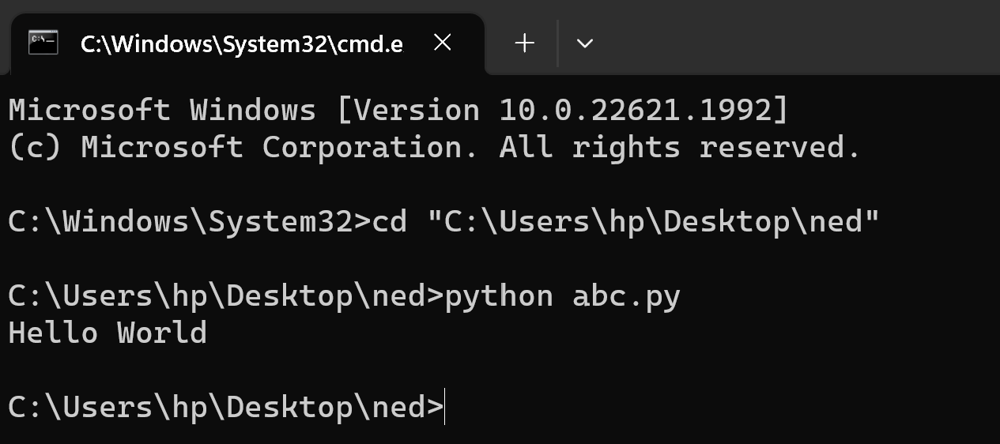 C:\Windows\System32\cmd.e
Microsoft Windows [Version 10.0.22621.1992]
(c) Microsoft Corporation. All rights reserved.
C:\Windows\System32>cd "C:\Users\hp\Desktop\ned"
C:\Users\hp\Desktop\ned>python abc.py
Hello World
C:\Users\hp\Desktop\ned>